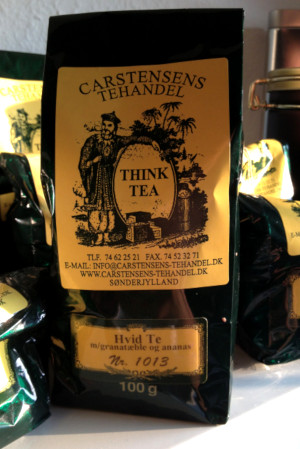 CARSTENSENS
TEHANDEL
THINK
TEA
TLF. 74 62 25 21 FAX. 74 52 32 71
E-MAIL: INFO@CARSTENSENS-TEHANDEL.DK
WWW.CARSTENSENS-TEHANDEL.DK
SØNDERJYLLAND
Hvid Te
m/granatæble og ananas
Nr. 1013
100 g